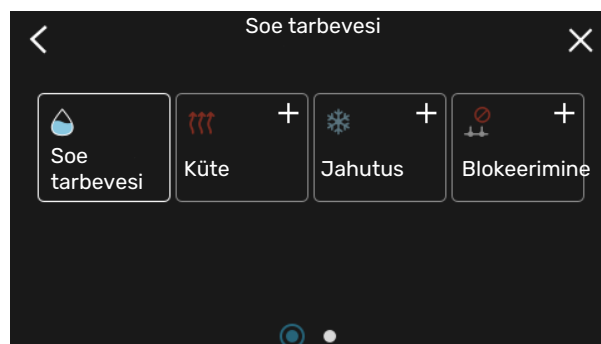 Soe tarbevesi
Soe
tarbevesi
Küte
Jahutus
Blokeerimine